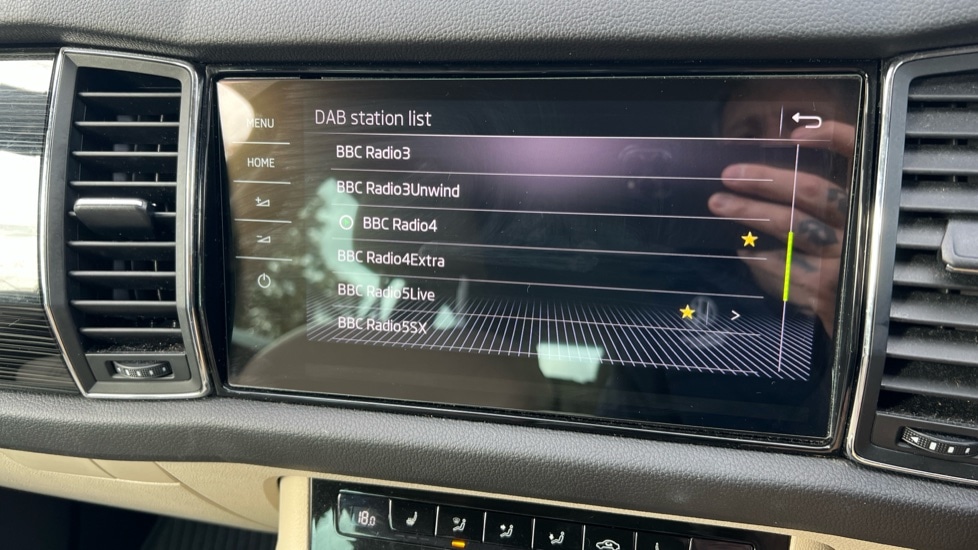 DAB station list
MENU
HOME
BBC Radio3
BBC Radio3Unwind
BBC Radio4
BBC Radio4Extra
BBC Radio5Live
BBC Radio5SX
18.0